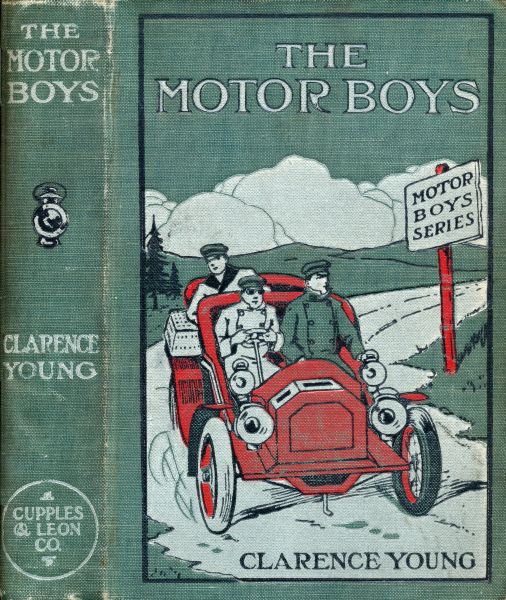 THE
MOTOR
BOYS
CLARENCE
YOUNG
CUPPLES
& LEON
CO.
THE
MOTOR BOYS
MOTOR
BOYS
SERIES
CLARENCE YOUNG